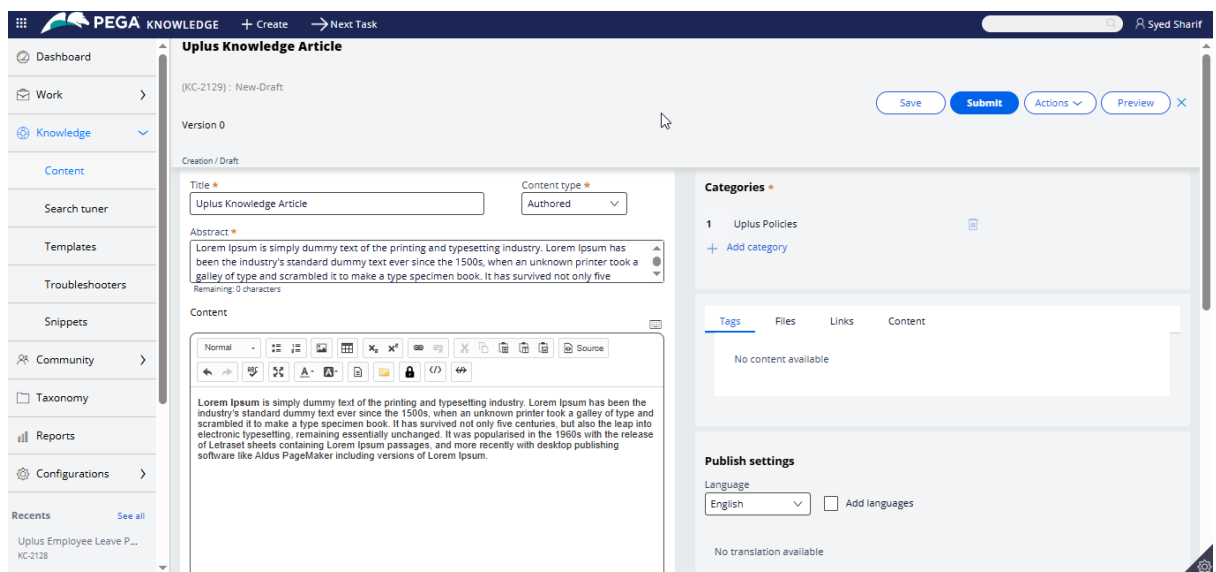 PEGA KNOWLEDGE + Create Next Task Syed Sharif
Dashboard
Work
Knowledge
Content
Search tuner
Templates
Troubleshooters
Snippets
Community
Taxonomy
Reports
Configurations
Recents See all
Uplus Employee Leave P...
KC-2128
Uplus Knowledge Article
(KC-2129) : New-Draft
Version 0
Creation / Draft
Save Submit Actions Preview
Title * Content type *
Uplus Knowledge Article Authored
Abstract *
Lorem Ipsum is simply dummy text of the printing and typesetting industry. Lorem Ipsum has
been the industry's standard dummy text ever since the 1500s, when an unknown printer took a
galley of type and scrambled it to make a type specimen book. It has survived not only five
Remaining: 0 characters
Content
Normal Source
Lorem Ipsum is simply dummy text of the printing and typesetting industry. Lorem Ipsum has been the
industry's standard dummy text ever since the 1500s, when an unknown printer took a galley of type and
scrambled it to make a type specimen book. It has survived not only five centuries, but also the leap into
electronic typesetting, remaining essentially unchanged. It was popularised in the 1960s with the release
of Letraset sheets containing Lorem Ipsum passages, and more recently with desktop publishing
software like Aldus PageMaker including versions of Lorem Ipsum.
Categories *
1 Uplus Policies
+ Add category
Tags Files Links Content
No content available
Publish settings
Language
English Add languages
No translation available